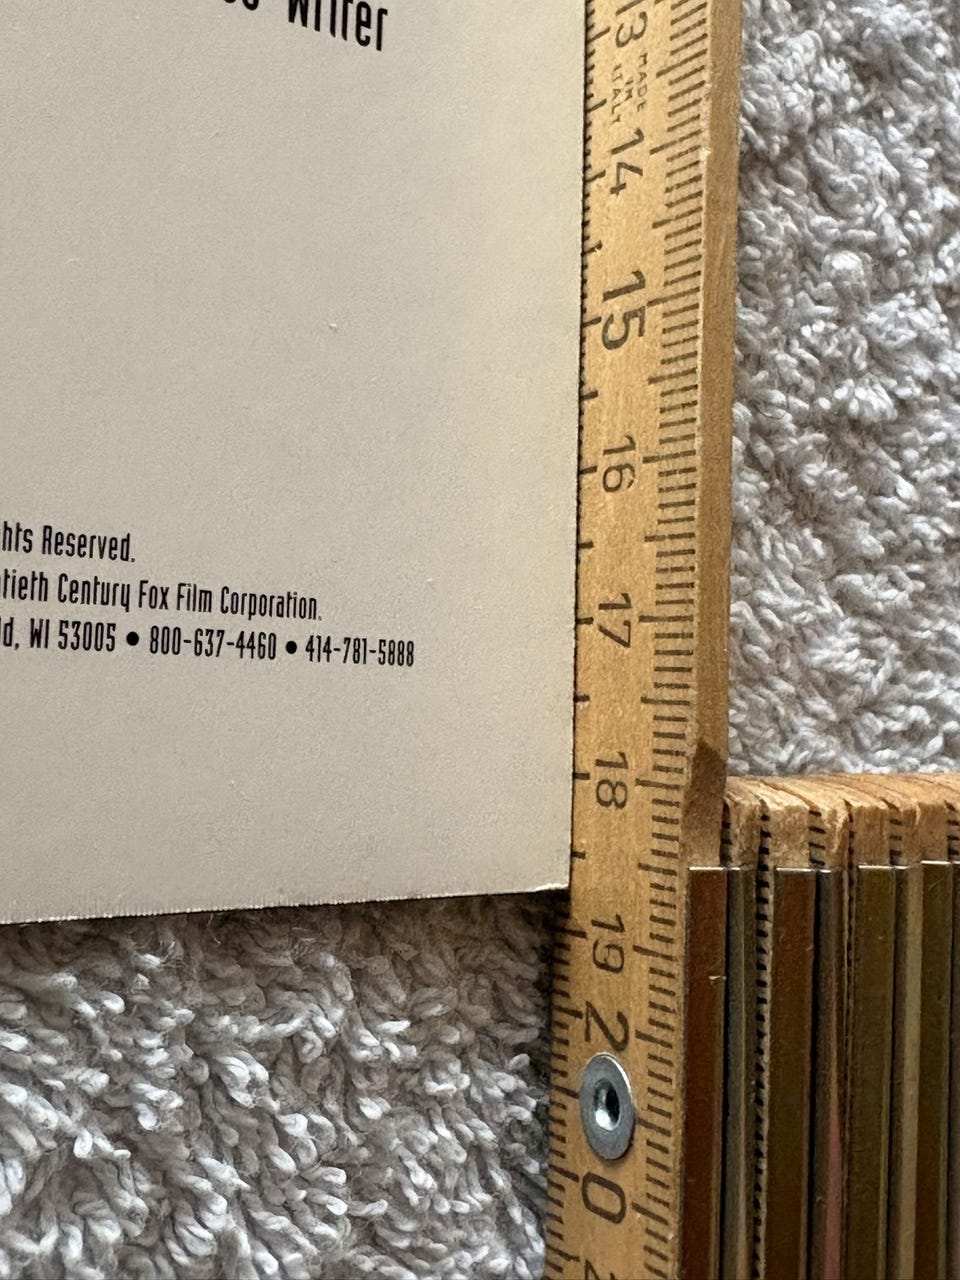 Writer
hts Reserved.
tieth Century Fox Film Corporation.
ld, WI 53005 • 800-637-4460 • 414-781-5888
13
MADE
IN
ITALY
14
15
16
17
18
19
20